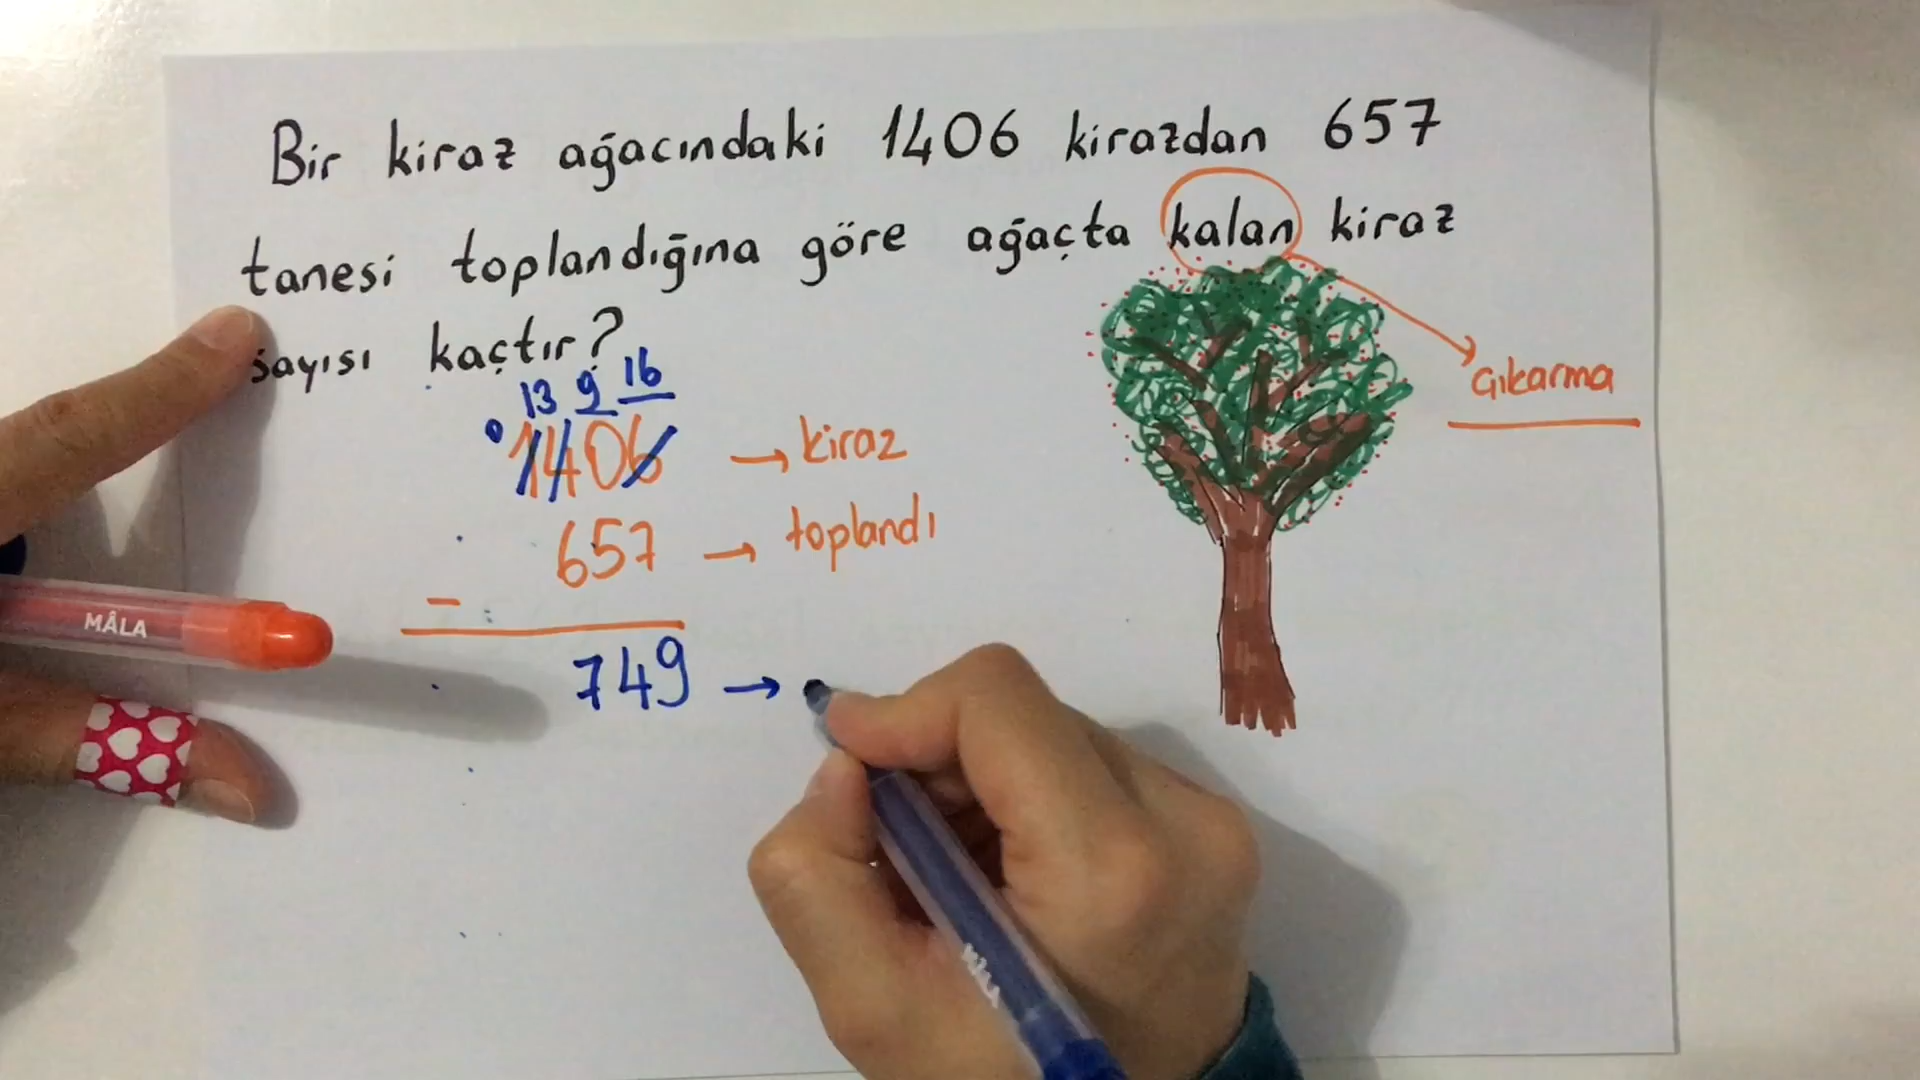 Bir kiraz ağacındaki 1406 kirazdan 657
tanesi toplandığına göre ağaçta kalan kiraz
sayısı kaçtır?
çıkarma
0 13 9 16
1406 → kiraz
657 → toplandı
-
749 →
MÂLA